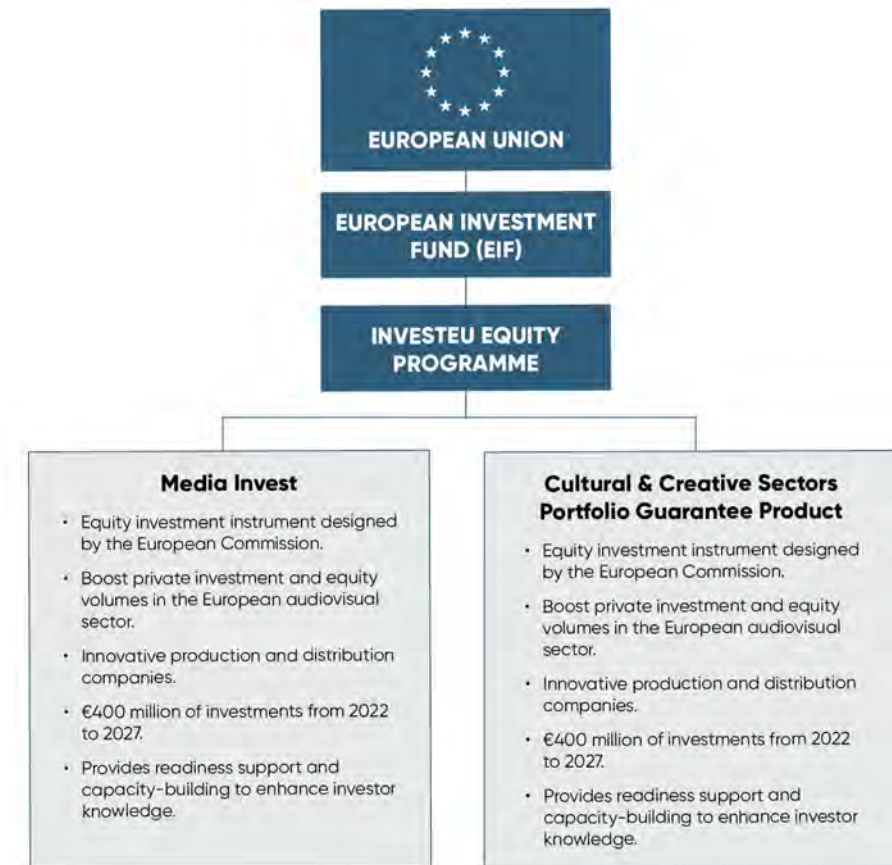 EUROPEAN UNION
EUROPEAN INVESTMENT
FUND (EIF)
INVESTEU EQUITY
PROGRAMME
Media Invest
• Equity investment instrument designed
by the European Commission.
• Boost private investment and equity
volumes in the European audiovisual
sector.
• Innovative production and distribution
companies.
• €400 million of investments from 2022
to 2027.
• Provides readiness support and
capacity-building to enhance investor
knowledge.
Cultural & Creative Sectors
Portfolio Guarantee Product
• Equity investment instrument designed
by the European Commission.
• Boost private investment and equity
volumes in the European audiovisual
sector.
• Innovative production and distribution
companies.
• €400 million of investments from 2022
to 2027.
• Provides readiness support and
capacity-building to enhance investor
knowledge.